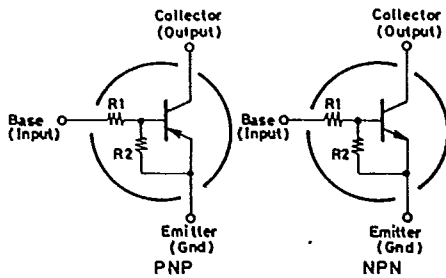 Collector
(Output)
R1
Base
(Input)
R2
Emitter
(Gnd)
PNP
Collector
(Output)
R1
Base
(Input)
R2
Emitter
(Gnd)
NPN